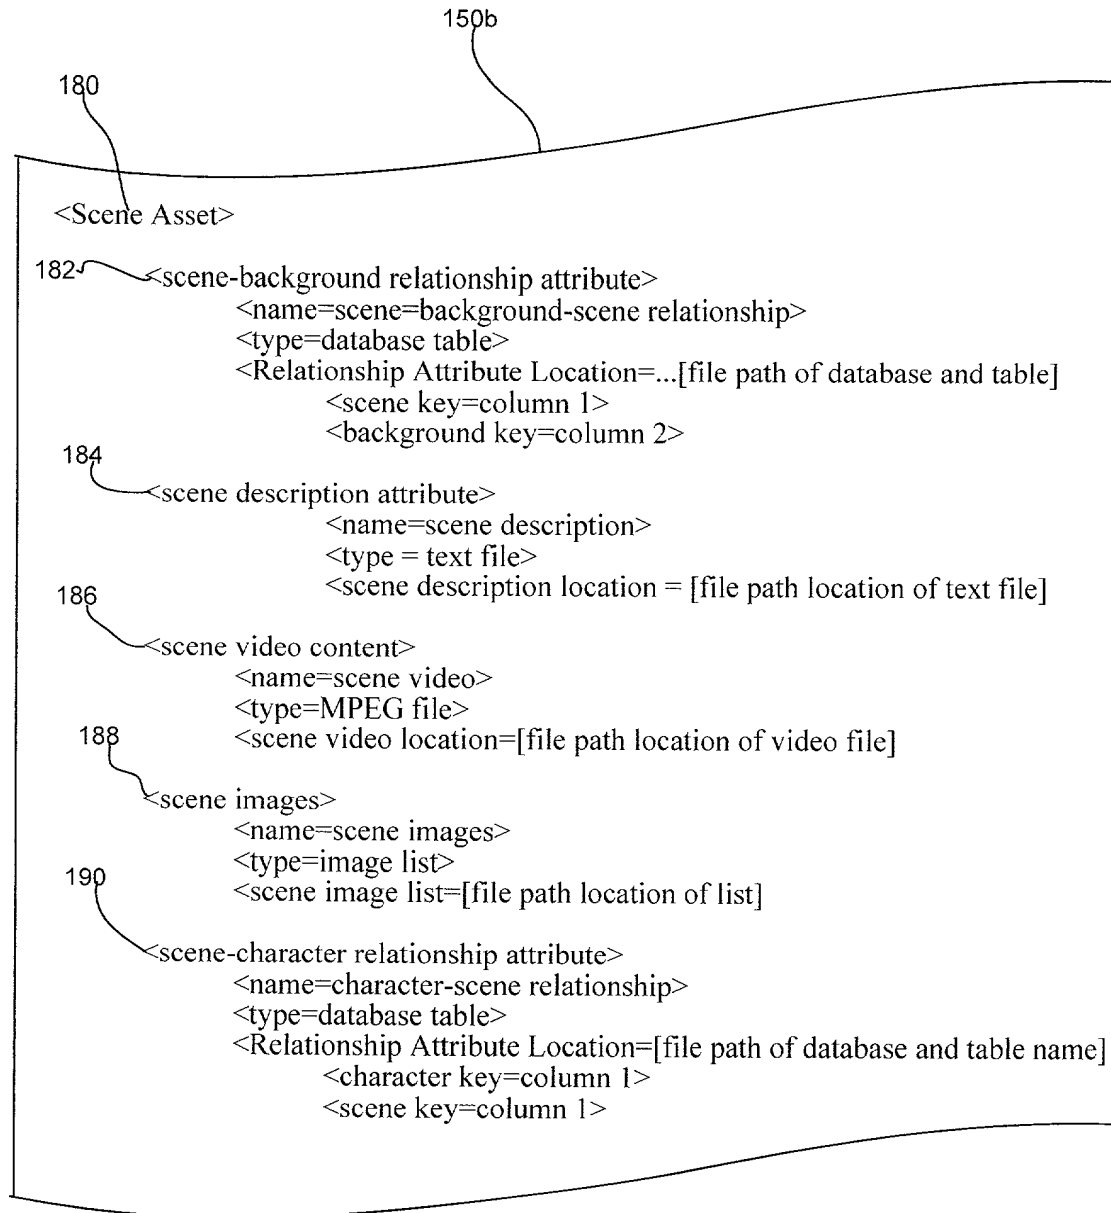 150b
180
<Scene Asset>
182
<scene-background relationship attribute>
<name=scene=background-scene relationship>
<type=database table>
<Relationship Attribute Location=...[file path of database and table]
<scene key=column 1>
<background key=column 2>
184
<scene description attribute>
<name=scene description>
<type = text file>
<scene description location = [file path location of text file]
186
<scene video content>
<name=scene video>
<type=MPEG file>
<scene video location=[file path location of video file]
188
<scene images>
<name=scene images>
<type=image list>
<scene image list=[file path location of list]
190
<scene-character relationship attribute>
<name=character-scene relationship>
<type=database table>
<Relationship Attribute Location=[file path of database and table name]
<character key=column 1>
<scene key=column 1>